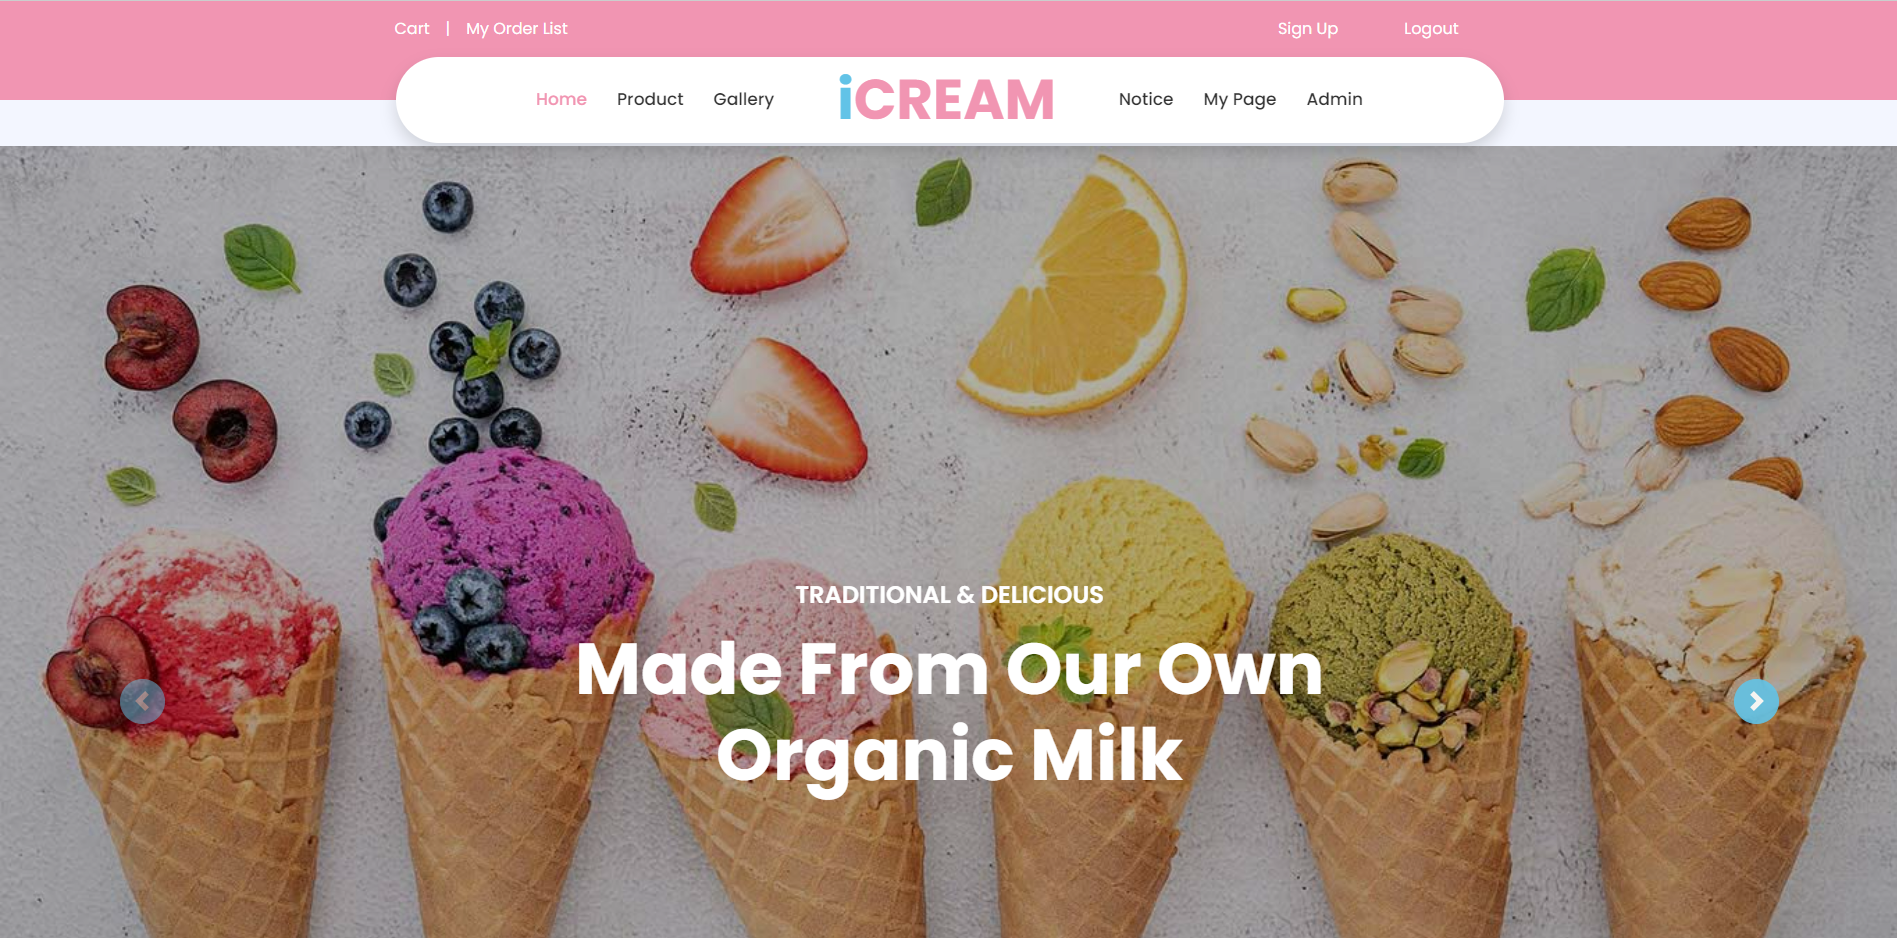 Cart | My Order List Sign Up Logout
Home Product Gallery iCREAM Notice My Page Admin
TRADITIONAL & DELICIOUS
Made From Our Own
Organic Milk